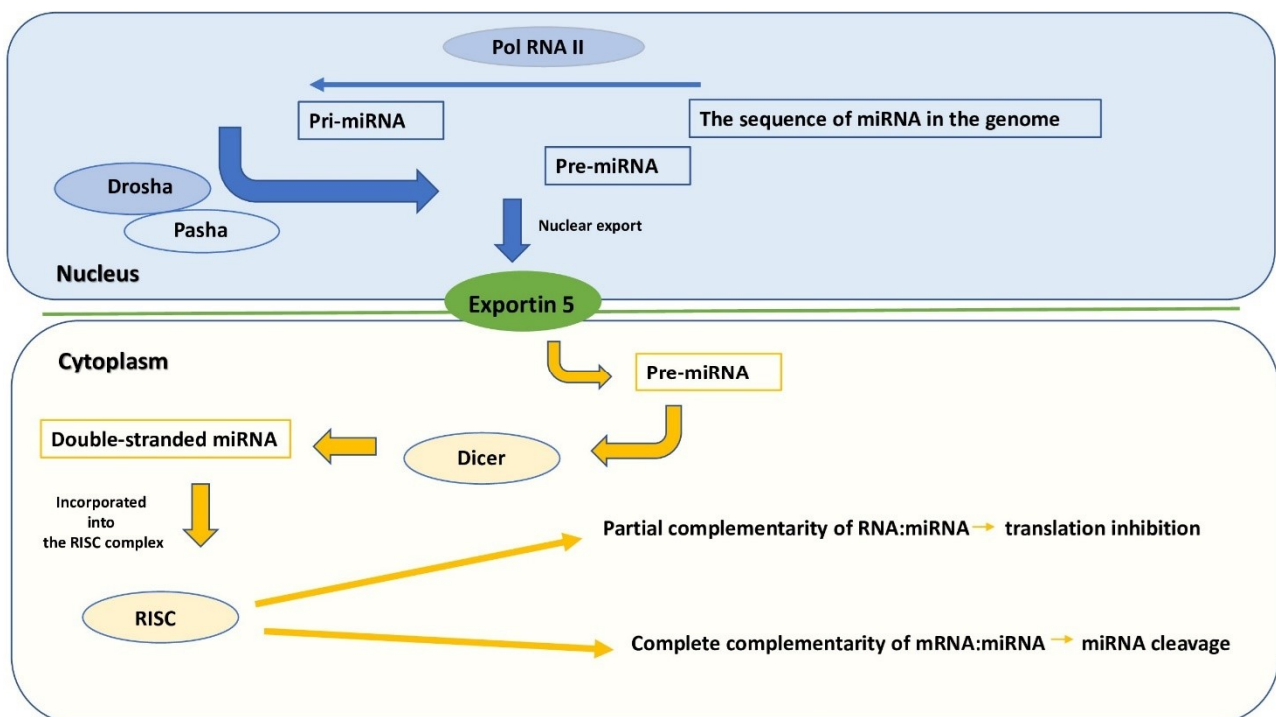 Pol RNA II
Pri-miRNA
The sequence of miRNA in the genome
Pre-miRNA
Drosha
Pasha
Nuclear export
Nucleus
Exportin 5
Cytoplasm
Pre-miRNA
Double-stranded miRNA
Dicer
Incorporated
into
the RISC complex
Partial complementarity of RNA:miRNA → translation inhibition
RISC
Complete complementarity of mRNA:miRNA → miRNA cleavage